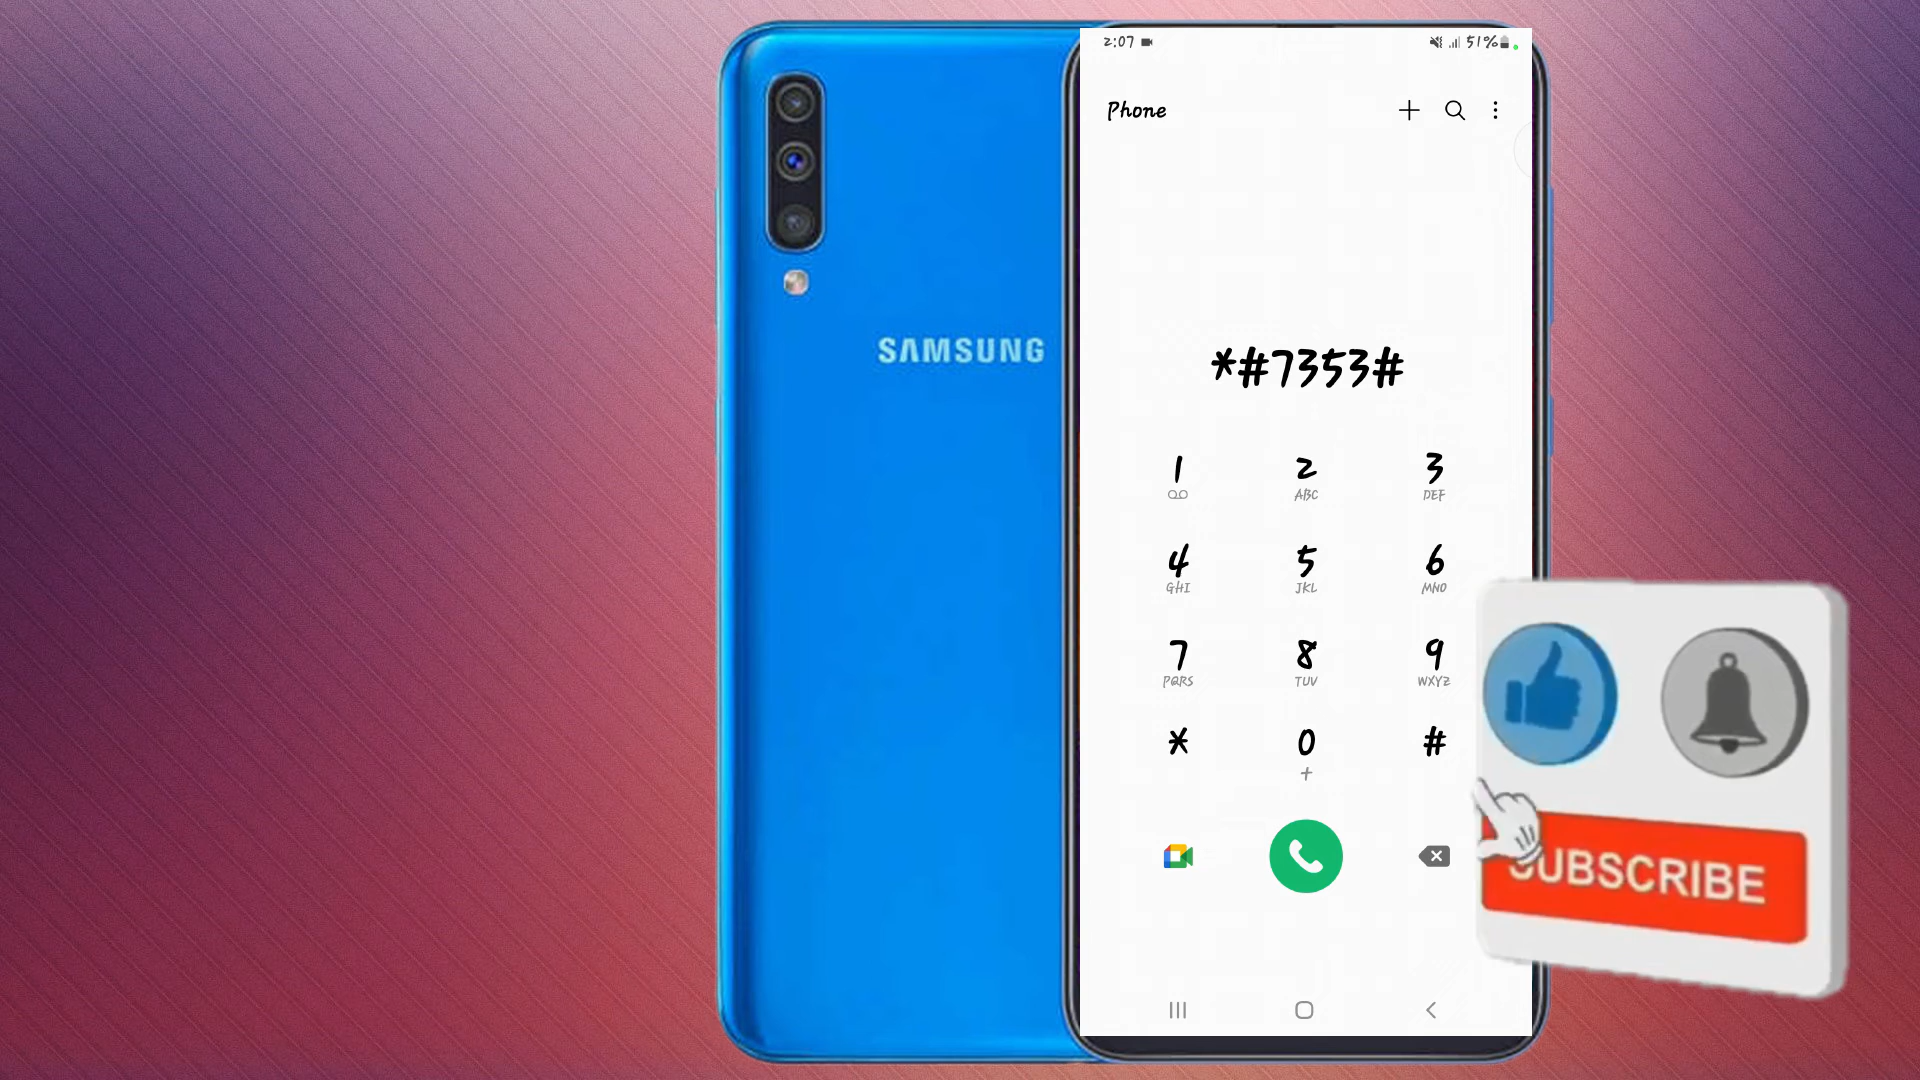 2:07
51%
Phone
SAMSUNG
*#7353#
1 2 3
ABC DEF
4 5 6
GHI JKL MNO
7 8 9
PQRS TUV WXYZ
* 0 #
+
SUBSCRIBE